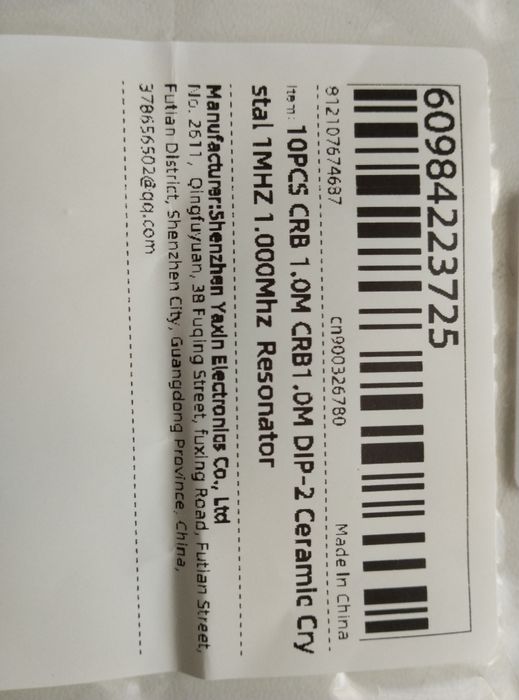 60984223725
812107674697 cn900326780 Made In China
Item: 10PCS CRB 1.0M CRB1.0M DIP-2 Ceramic Cry
stal 1MHZ 1.000Mhz Resonator
Manufacturer:Shenzhen Yaxin Electronics Co., Ltd
No. 2611, Qingfuyuan, 38 Fuqing Street, fuxing Road, Futian Street,
Futian District, Shenzhen City, Guangdong Province, China,
378656502@qq.com